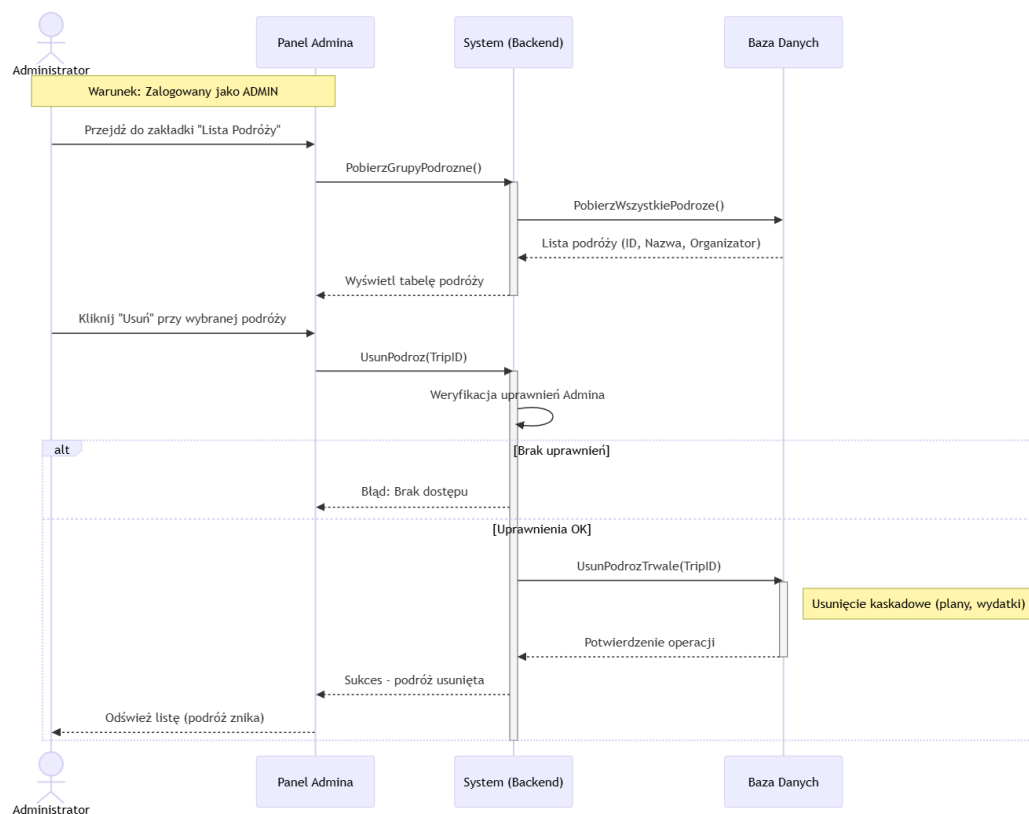 Administrator
Panel Admina
System (Backend)
Baza Danych
Warunek: Zalogowany jako ADMIN
Przejdź do zakładki "Lista Podróży"
PobierzGrupyPodrozne()
PobierzWszystkiePodroze()
Lista podróży (ID, Nazwa, Organizator)
Wyświetl tabelę podróży
Kliknij "Usuń" przy wybranej podróży
UsunPodroz(TripID)
Weryfikacja uprawnień Admina
alt
[Brak uprawnień]
Błąd: Brak dostępu
[Uprawnienia OK]
UsunPodrozTrwale(TripID)
Usunięcie kaskadowe (plany, wydatki)
Potwierdzenie operacji
Sukces - podróż usunięta
Odśwież listę (podróż znika)
Administrator
Panel Admina
System (Backend)
Baza Danych